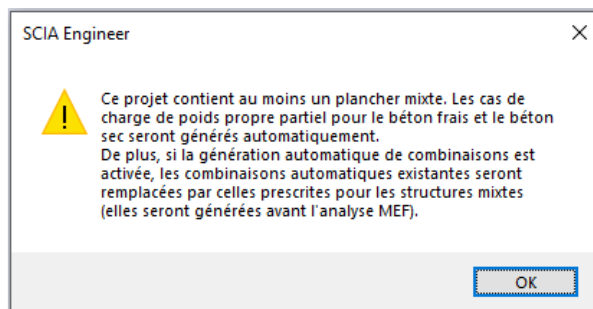 SCIA Engineer
Ce projet contient au moins un plancher mixte. Les cas de
charge de poids propre partiel pour le béton frais et le béton
sec seront générés automatiquement.
De plus, si la génération automatique de combinaisons est
activée, les combinaisons automatiques existantes seront
remplacées par celles prescrites pour les structures mixtes
(elles seront générées avant l'analyse MEF).
OK